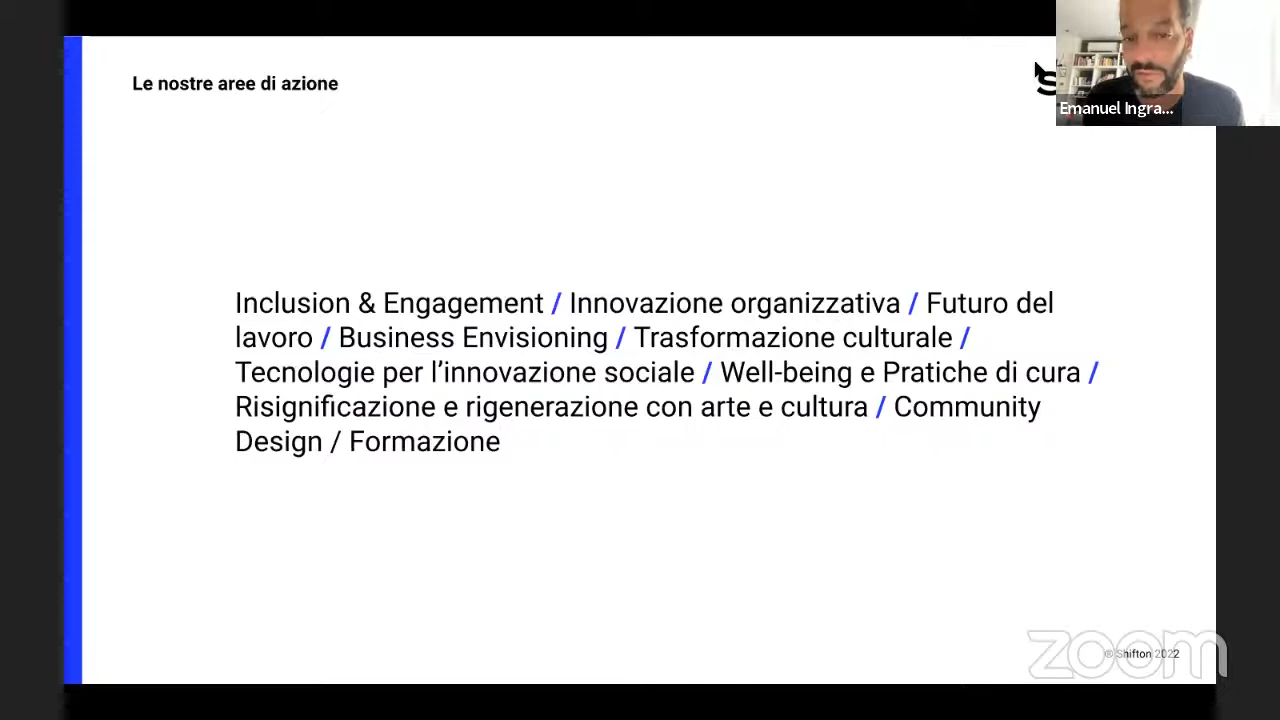 Le nostre aree di azione
Emanuel Ingra...
Inclusion & Engagement / Innovazione organizzativa / Futuro del
lavoro / Business Envisioning / Trasformazione culturale /
Tecnologie per l’innovazione sociale / Well-being e Pratiche di cura /
Risignificazione e rigenerazione con arte e cultura / Community
Design / Formazione
zoom
© Shifton 2022